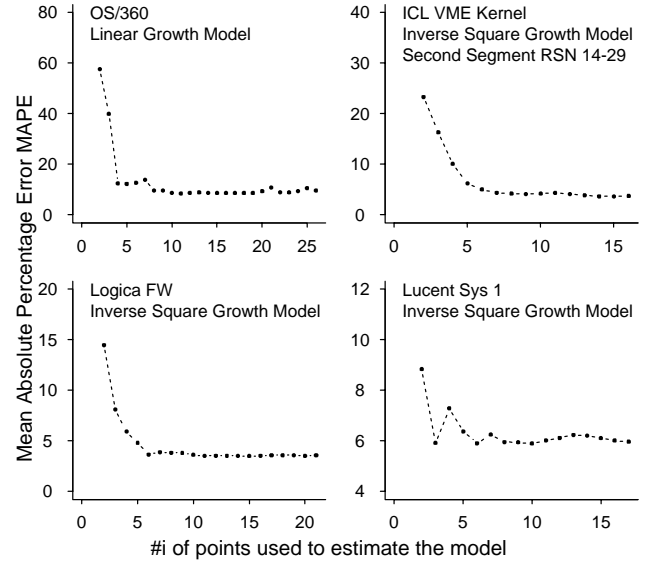 Mean Absolute Percentage Error MAPE
OS/360
Linear Growth Model
80
60
40
20
0
0 5 10 15 20 25
ICL VME Kernel
Inverse Square Growth Model
Second Segment RSN 14-29
40
30
20
10
0
0 5 10 15
Logica FW
Inverse Square Growth Model
20
15
10
5
0
0 5 10 15 20
Lucent Sys 1
Inverse Square Growth Model
12
10
8
6
4
0 5 10 15
#i of points used to estimate the model